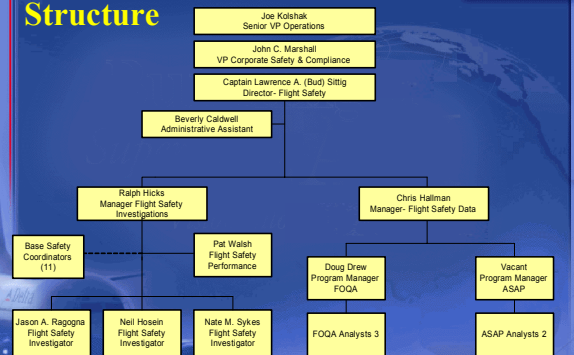 Structure
Joe Kolshak
Senior VP Operations
John C. Marshall
VP Corporate Safety & Compliance
Captain Lawrence A. (Bud) Sittig
Director- Flight Safety
Beverly Caldwell
Administrative Assistant
Ralph Hicks
Manager Flight Safety
Investigations
Chris Hallman
Manager- Flight Safety Data
Base Safety
Coordinators
(11)
Pat Walsh
Flight Safety
Performance
Doug Drew
Program Manager
FOQA
Vacant
Program Manager
ASAP
Jason A. Ragogna
Flight Safety
Investigator
Neil Hosein
Flight Safety
Investigator
Nate M. Sykes
Flight Safety
Investigator
FOQA Analysts 3
ASAP Analysts 2